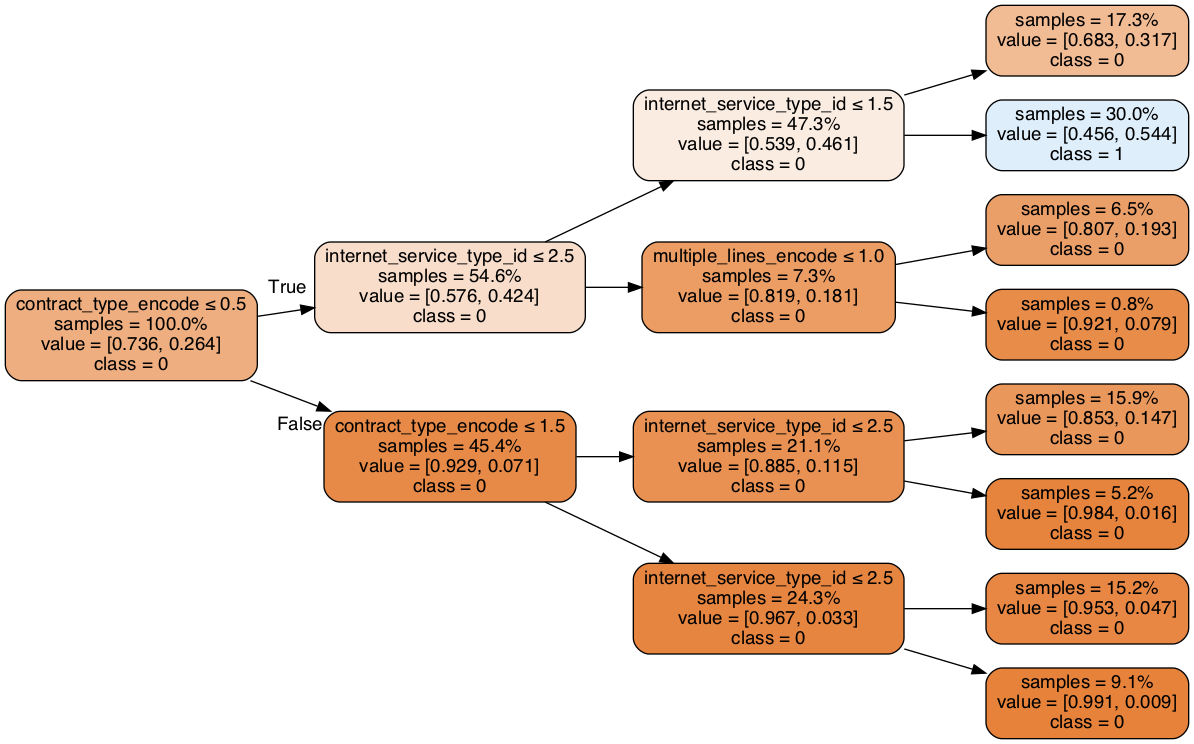 contract_type_encode ≤ 0.5
samples = 100.0%
value = [0.736, 0.264]
class = 0
True
False
internet_service_type_id ≤ 2.5
samples = 54.6%
value = [0.576, 0.424]
class = 0
contract_type_encode ≤ 1.5
samples = 45.4%
value = [0.929, 0.071]
class = 0
internet_service_type_id ≤ 1.5
samples = 47.3%
value = [0.539, 0.461]
class = 0
multiple_lines_encode ≤ 1.0
samples = 7.3%
value = [0.819, 0.181]
class = 0
internet_service_type_id ≤ 2.5
samples = 21.1%
value = [0.885, 0.115]
class = 0
internet_service_type_id ≤ 2.5
samples = 24.3%
value = [0.967, 0.033]
class = 0
samples = 17.3%
value = [0.683, 0.317]
class = 0
samples = 30.0%
value = [0.456, 0.544]
class = 1
samples = 6.5%
value = [0.807, 0.193]
class = 0
samples = 0.8%
value = [0.921, 0.079]
class = 0
samples = 15.9%
value = [0.853, 0.147]
class = 0
samples = 5.2%
value = [0.984, 0.016]
class = 0
samples = 15.2%
value = [0.953, 0.047]
class = 0
samples = 9.1%
value = [0.991, 0.009]
class = 0